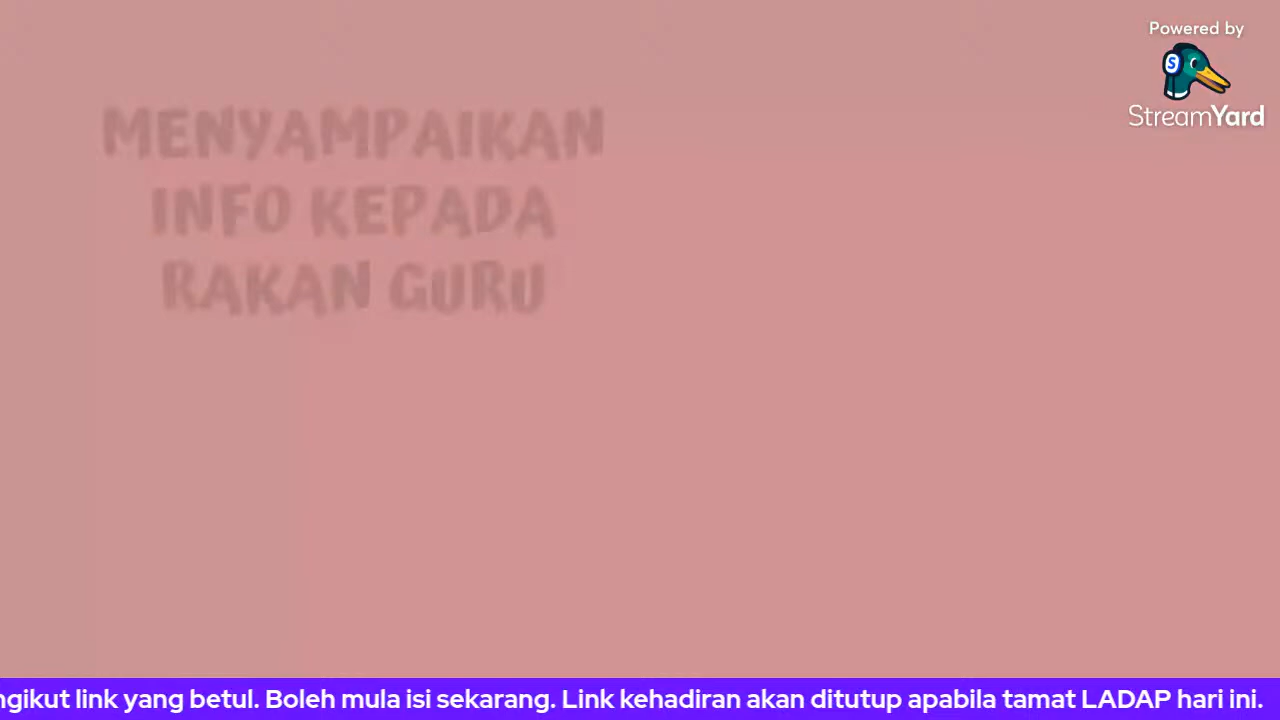 Powered by
StreamYard
MENYAMPAIKAN
INFO KEPADA
RAKAN GURU
link yang betul. Boleh mula isi sekarang. Link kehadiran akan ditutup apabila tamat LADAP hari ini.